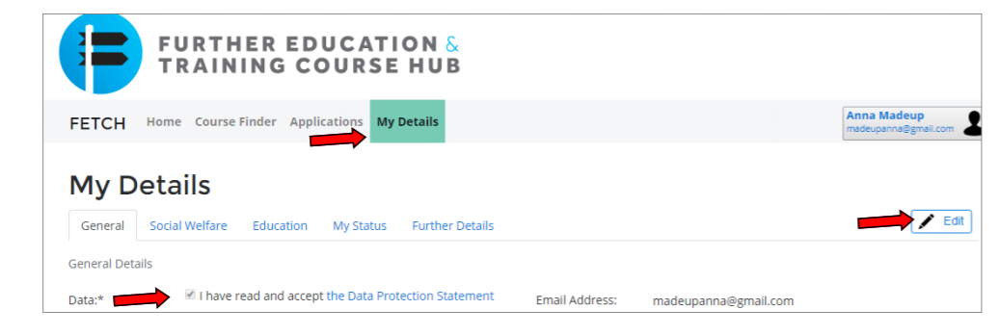 FURTHER EDUCATION &
TRAINING COURSE HUB
FETCH Home Course Finder Applications My Details
Anna Madeup
madeupanna@gmail.com
My Details
General Social Welfare Education My Status Further Details Edit
General Details
Data:* I have read and accept the Data Protection Statement Email Address: madeupanna@gmail.com